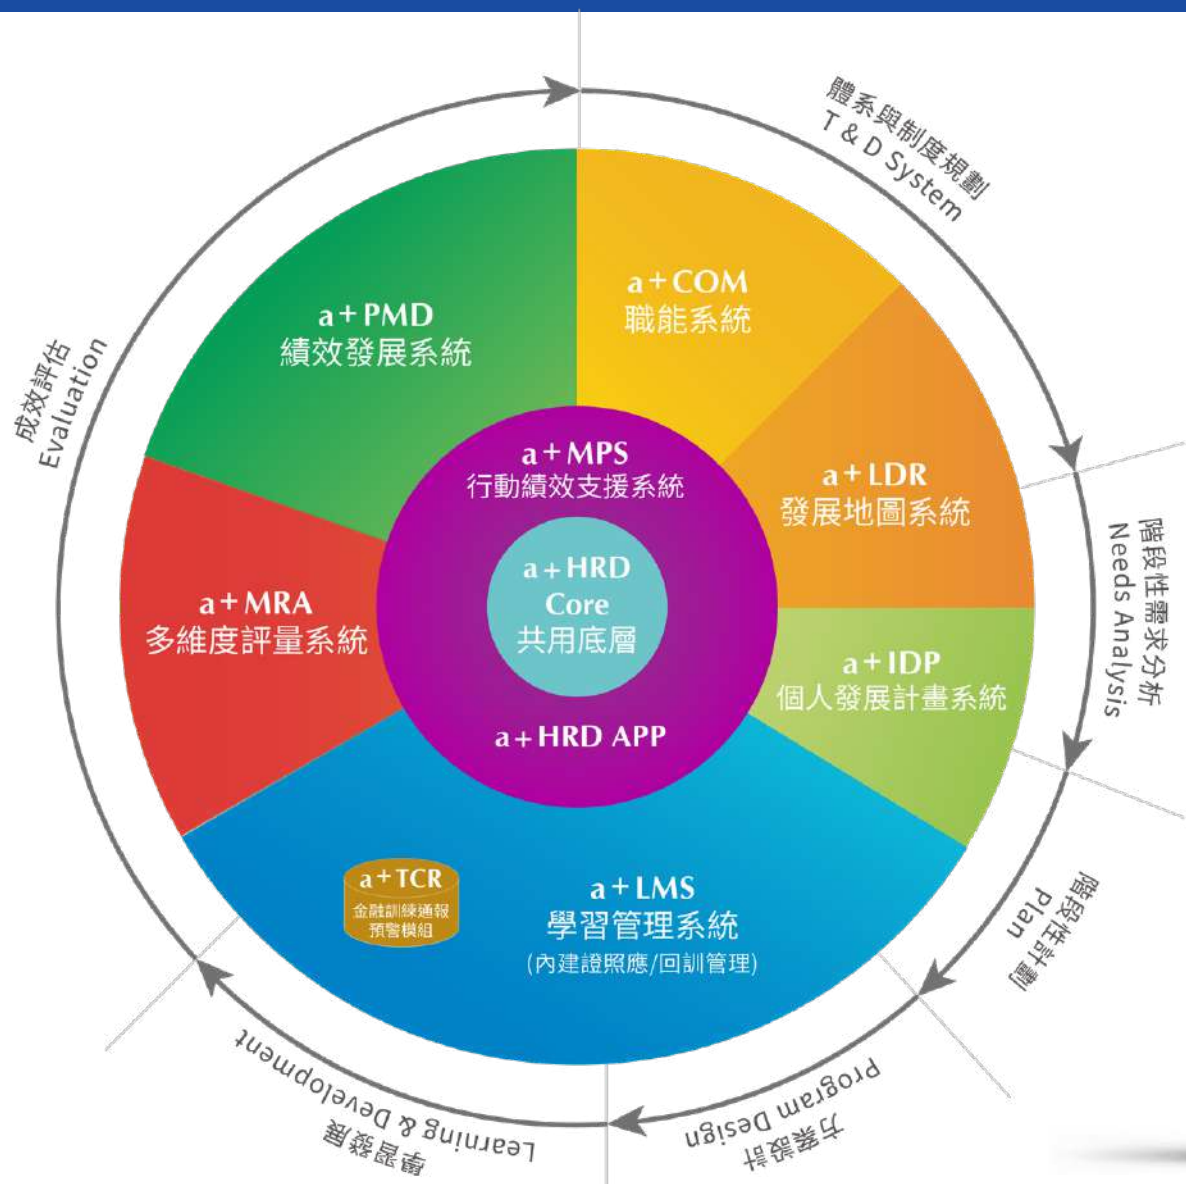 體系與制度規劃
T & D System
a+COM
職能系統
a+PMD
績效發展系統
成效評估
Evaluation
a+MPS
行動績效支援系統
a+LDR
發展地圖系統
階段性需求分析
Needs Analysis
a+HRD
Core
共用底層
a+MRA
多維度評量系統
a+IDP
個人發展計畫系統
a+HRD APP
a+TCR
金融訓練通報
預警模組
a+LMS
學習管理系統
(內建證照應/回訓管理)
階段性計劃
Plan
Program Design
方案設計
Learning & Development
學習發展